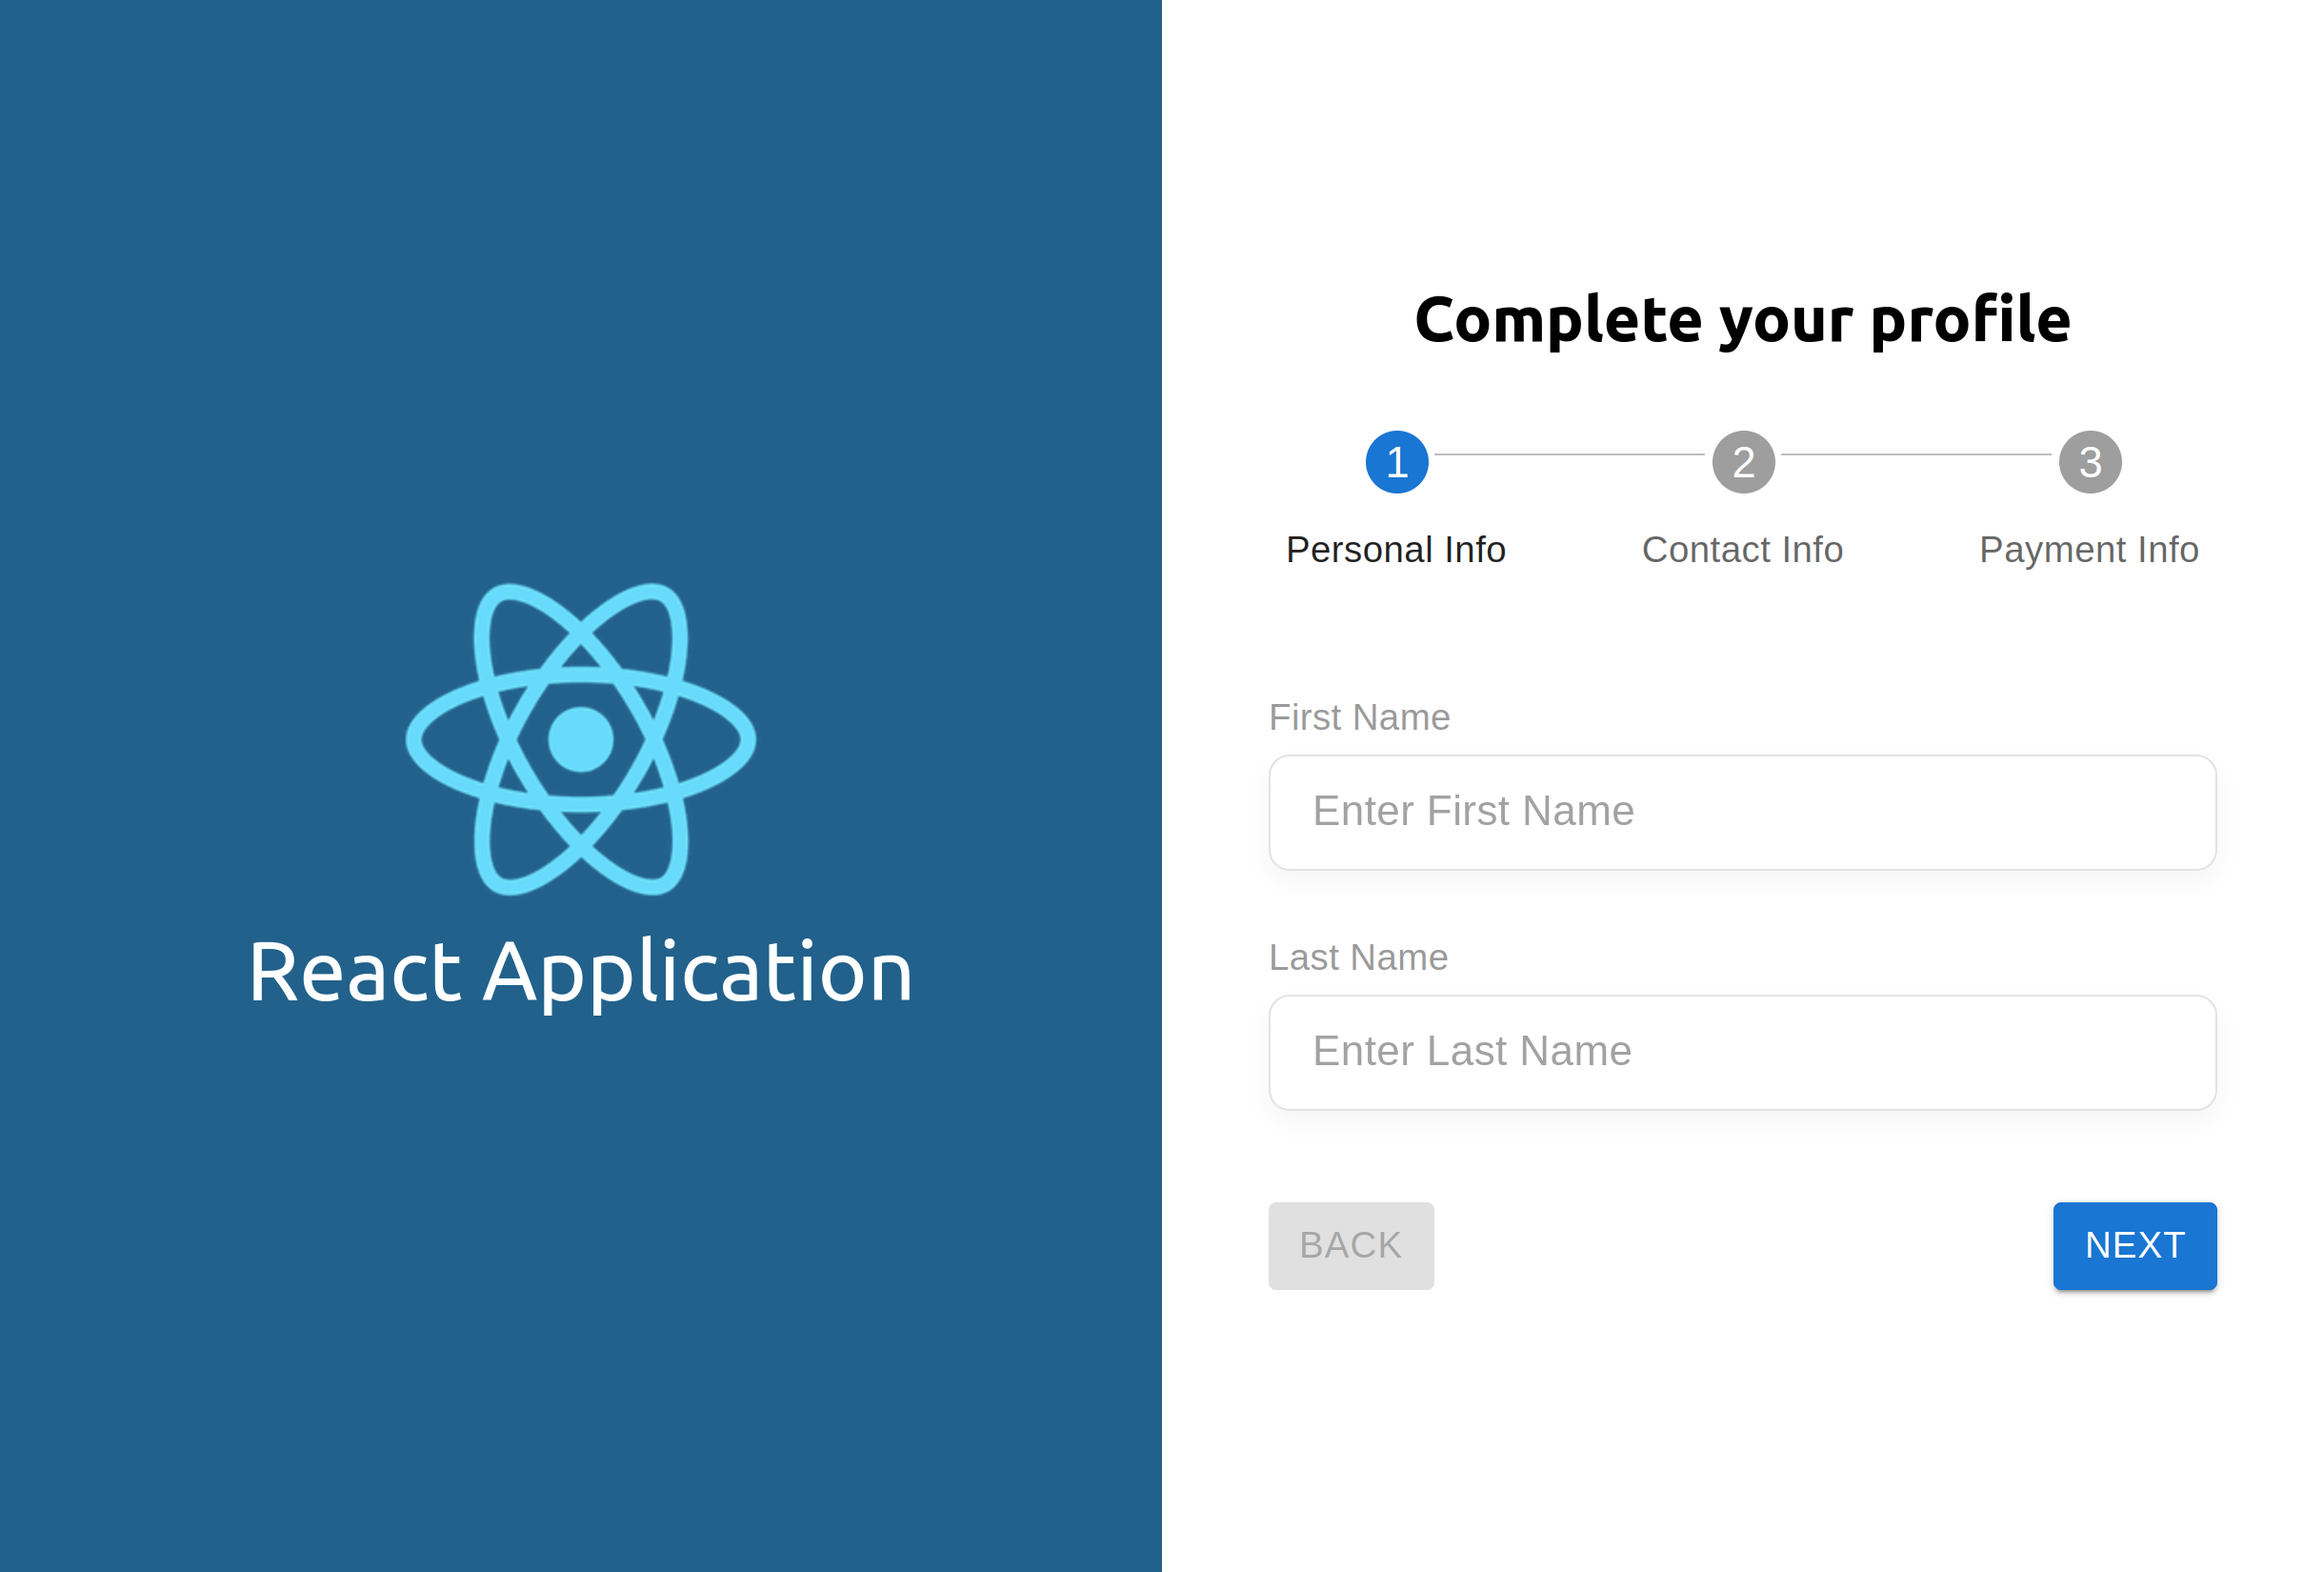 React Application
Complete your profile
1 2 3
Personal Info Contact Info Payment Info
First Name
Enter First Name
Last Name
Enter Last Name
BACK NEXT